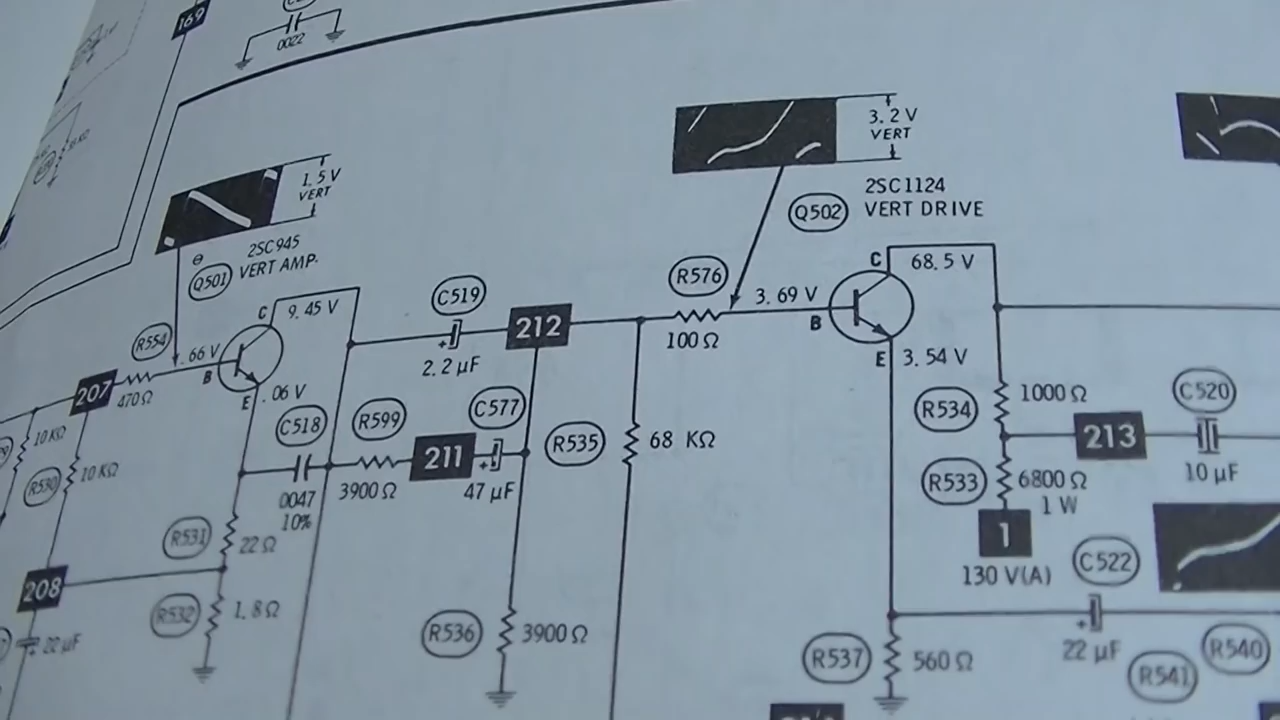 169
0022
1.5 V
VERT
2SC945
VERT AMP.
Q501
3.2 V
VERT
2SC1124
VERT DRIVE
Q502
C
9.45 V
C519
R576
C
68.5 V
R554
.66 V
B
212
3.69 V
B
100 Ω
2.2 µF
E
3.54 V
207
470Ω
E
.06 V
C518
R599
C577
R534
1000 Ω
C520
10 KΩ
R530
10 KΩ
211
R535
68 KΩ
213
0047
10%
3900 Ω
47 µF
R533
6800 Ω
1 W
10 µF
R531
22 Ω
1
130 V(A)
C522
208
R532
1.8 Ω
R536
3900 Ω
22 µF
R537
560 Ω
22 µF
R541
R540